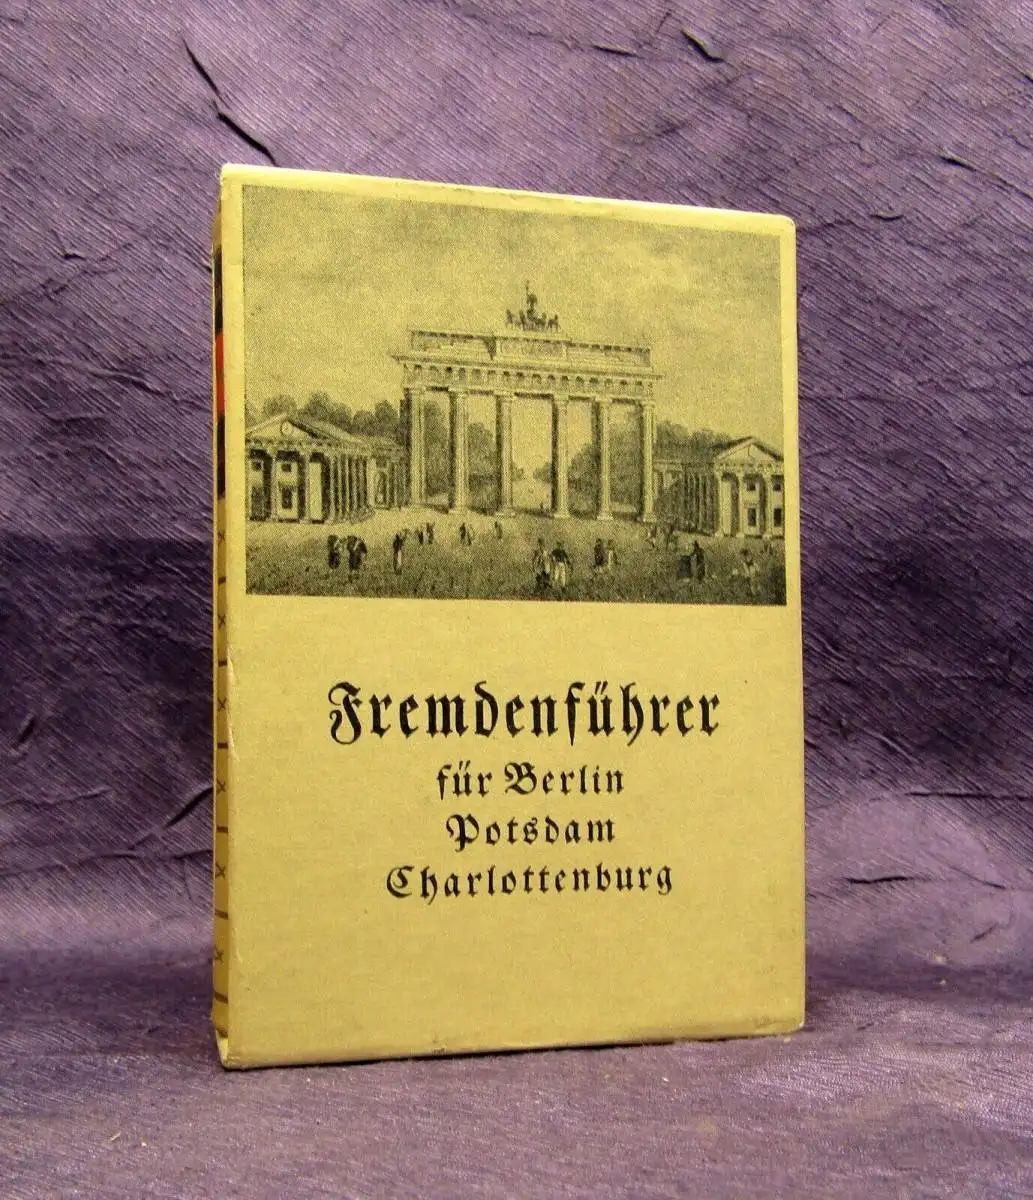 Fremdenführer
für Berlin
Potsdam
Charlottenburg